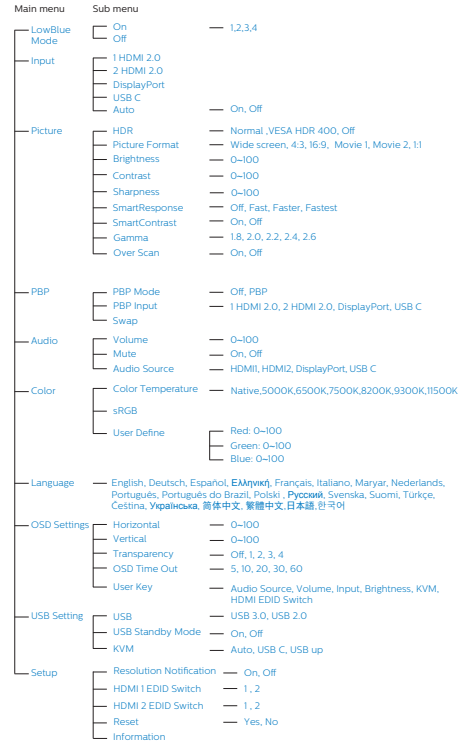 Main menu Sub menu
LowBlue Mode
On 1,2,3,4
Off
Input
1 HDMI 2.0
2 HDMI 2.0
DisplayPort
USB C
Auto On, Off
Picture
HDR Normal ,VESA HDR 400, Off
Picture Format Wide screen, 4:3, 16:9, Movie 1, Movie 2, 1:1
Brightness 0~100
Contrast 0~100
Sharpness 0~100
SmartResponse Off, Fast, Faster, Fastest
SmartContrast On, Off
Gamma 1.8, 2.0, 2.2, 2.4, 2.6
Over Scan On, Off
PBP
PBP Mode Off, PBP
PBP Input 1 HDMI 2.0, 2 HDMI 2.0, DisplayPort, USB C
Swap
Audio
Volume 0~100
Mute On, Off
Audio Source HDMI1, HDMI2, DisplayPort, USB C
Color
Color Temperature Native,5000K,6500K,7500K,8200K,9300K,11500K
sRGB
User Define
Red: 0~100
Green: 0~100
Blue: 0~100
Language
English, Deutsch, Español, Ελληνική, Français, Italiano, Maryar, Nederlands,
Português, Português do Brazil, Polski , Русский, Svenska, Suomi, Türkçe,
Čeština, Українська, 简体中文, 繁體中文,日本語,한국어
OSD Settings
Horizontal 0~100
Vertical 0~100
Transparency Off, 1, 2, 3, 4
OSD Time Out 5, 10, 20, 30, 60
User Key Audio Source, Volume, Input, Brightness, KVM,
HDMI EDID Switch
USB Setting
USB USB 3.0, USB 2.0
USB Standby Mode On, Off
KVM Auto, USB C, USB up
Setup
Resolution Notification On, Off
HDMI 1 EDID Switch 1 , 2
HDMI 2 EDID Switch 1 , 2
Reset Yes, No
Information